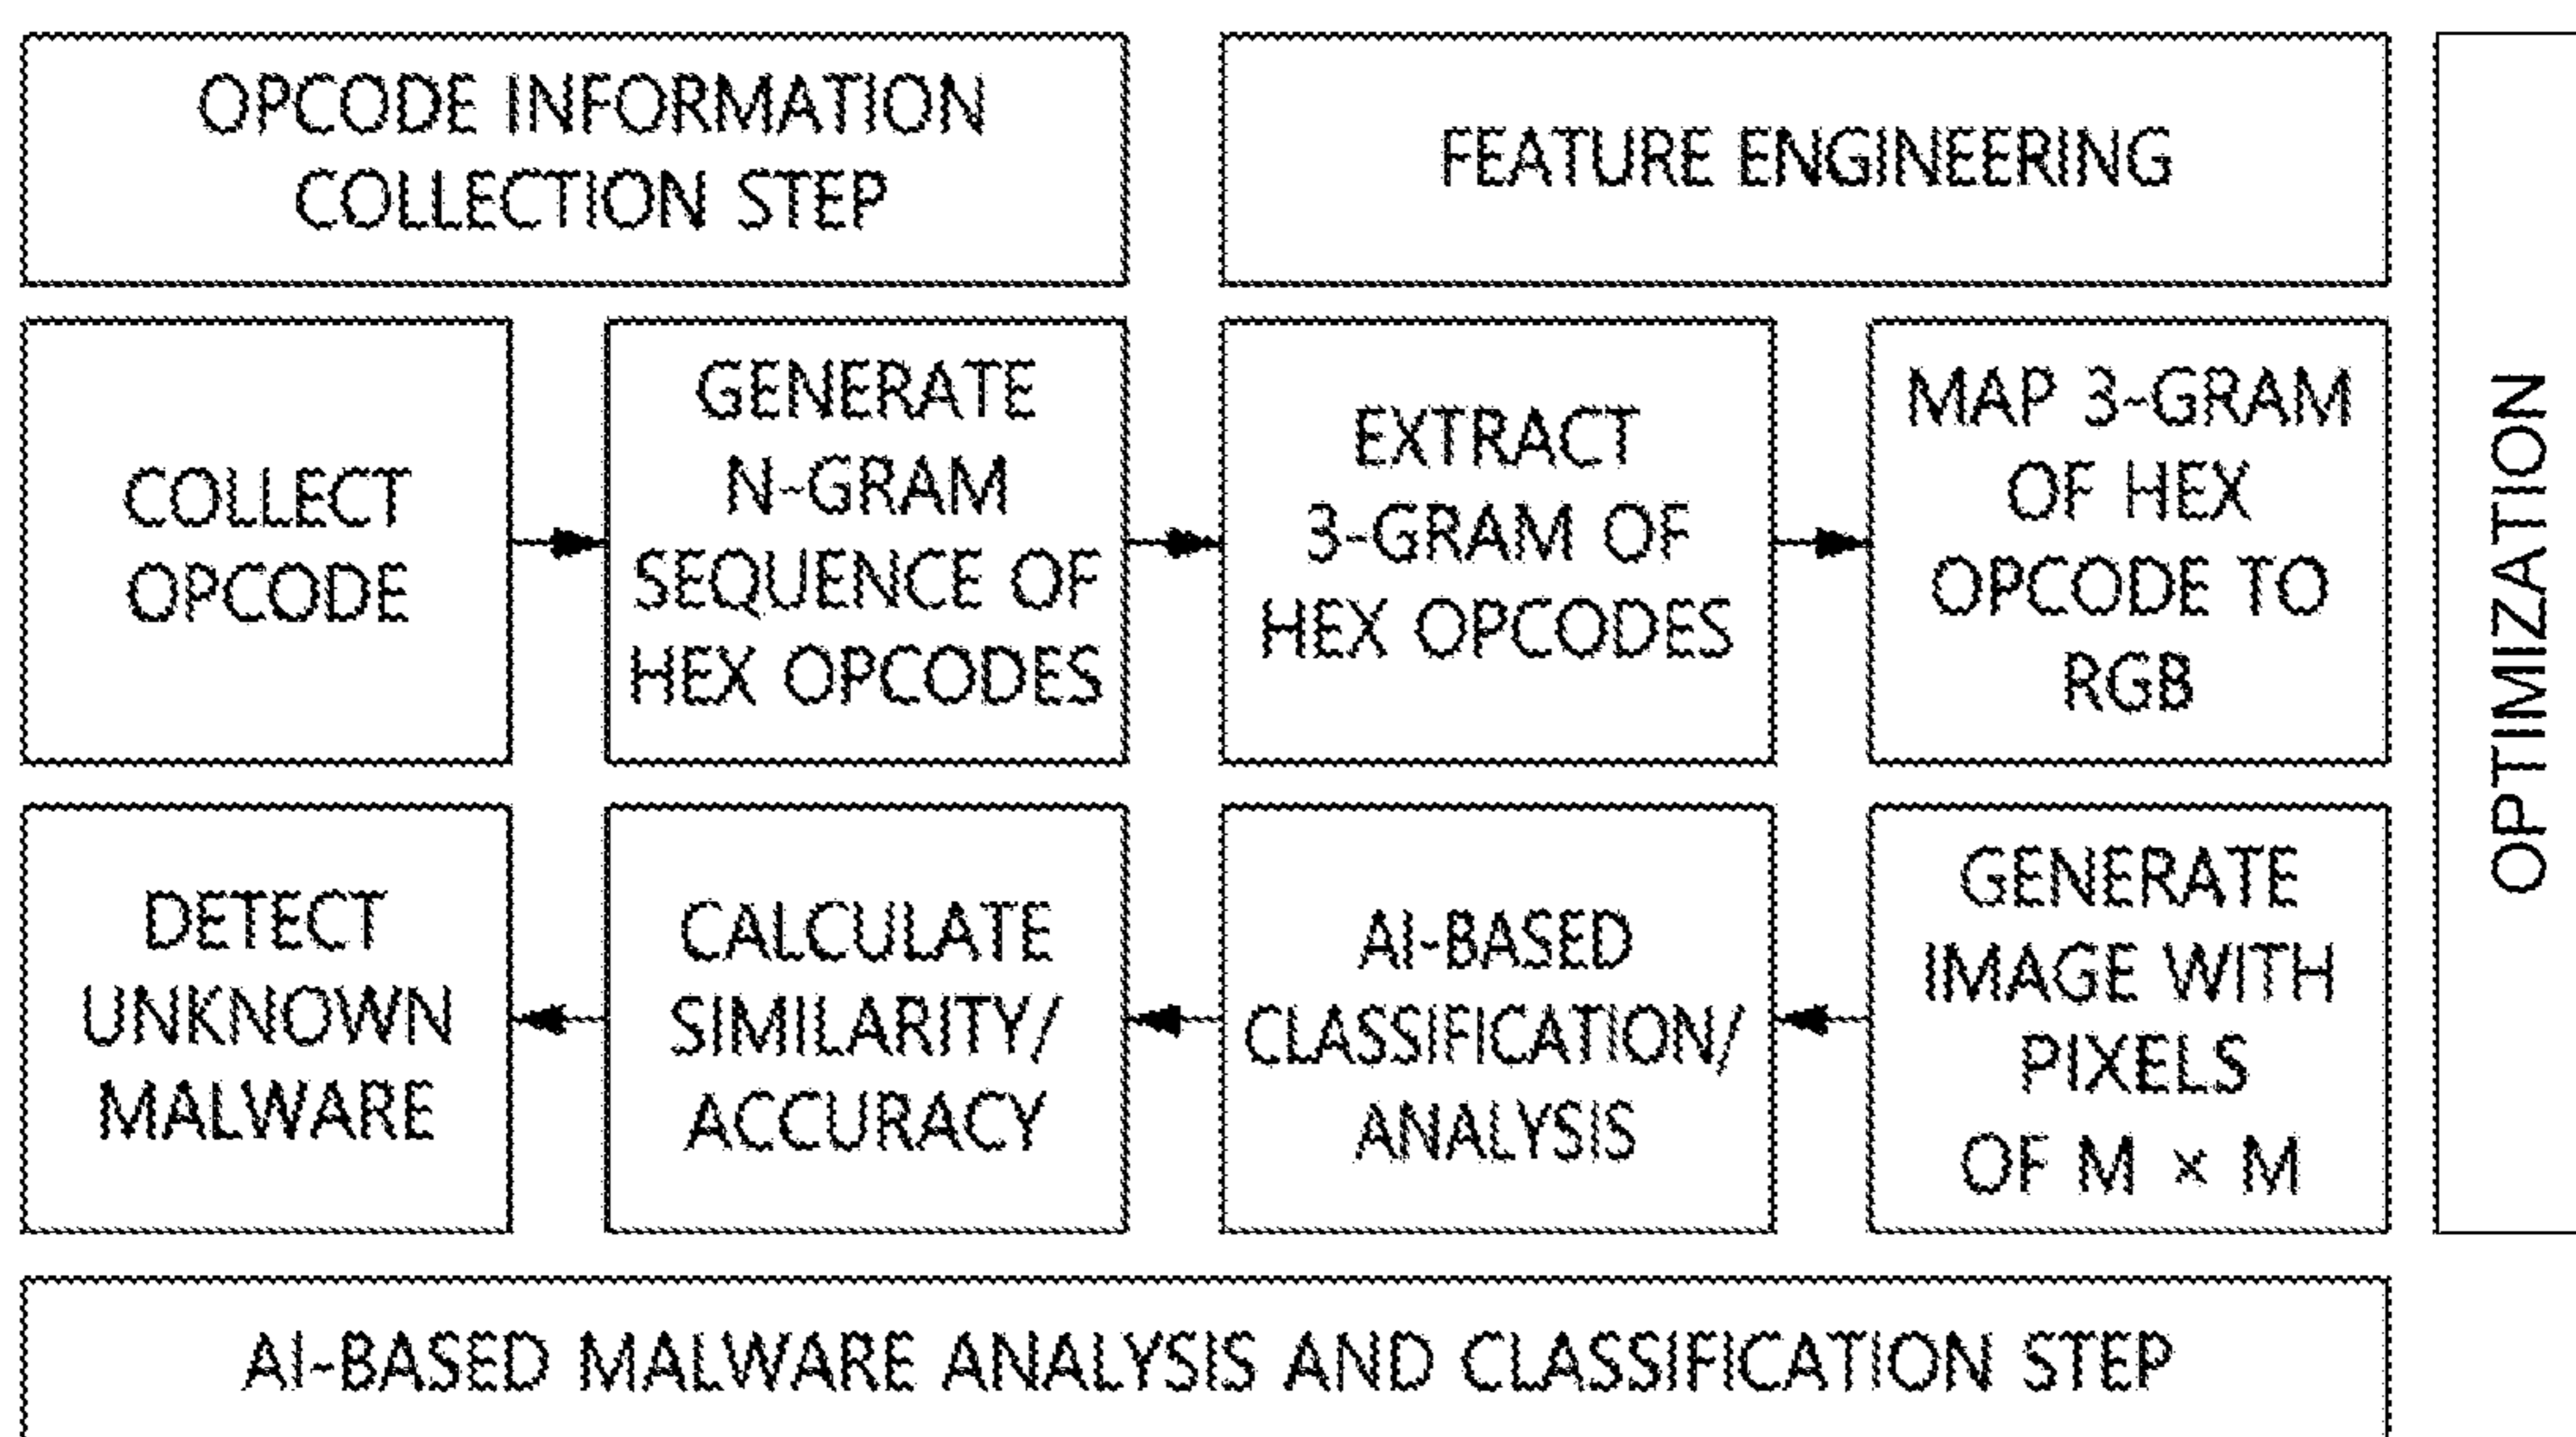 OPCODE INFORMATION
COLLECTION STEP
FEATURE ENGINEERING
COLLECT
OPCODE
GENERATE
N-GRAM
SEQUENCE OF
HEX OPCODES
EXTRACT
3-GRAM OF
HEX OPCODES
MAP 3-GRAM
OF HEX
OPCODE TO
RGB
OPTIMIZATION
DETECT
UNKNOWN
MALWARE
CALCULATE
SIMILARITY/
ACCURACY
AI-BASED
CLASSIFICATION/
ANALYSIS
GENERATE
IMAGE WITH
PIXELS
OF M × M
AI-BASED MALWARE ANALYSIS AND CLASSIFICATION STEP